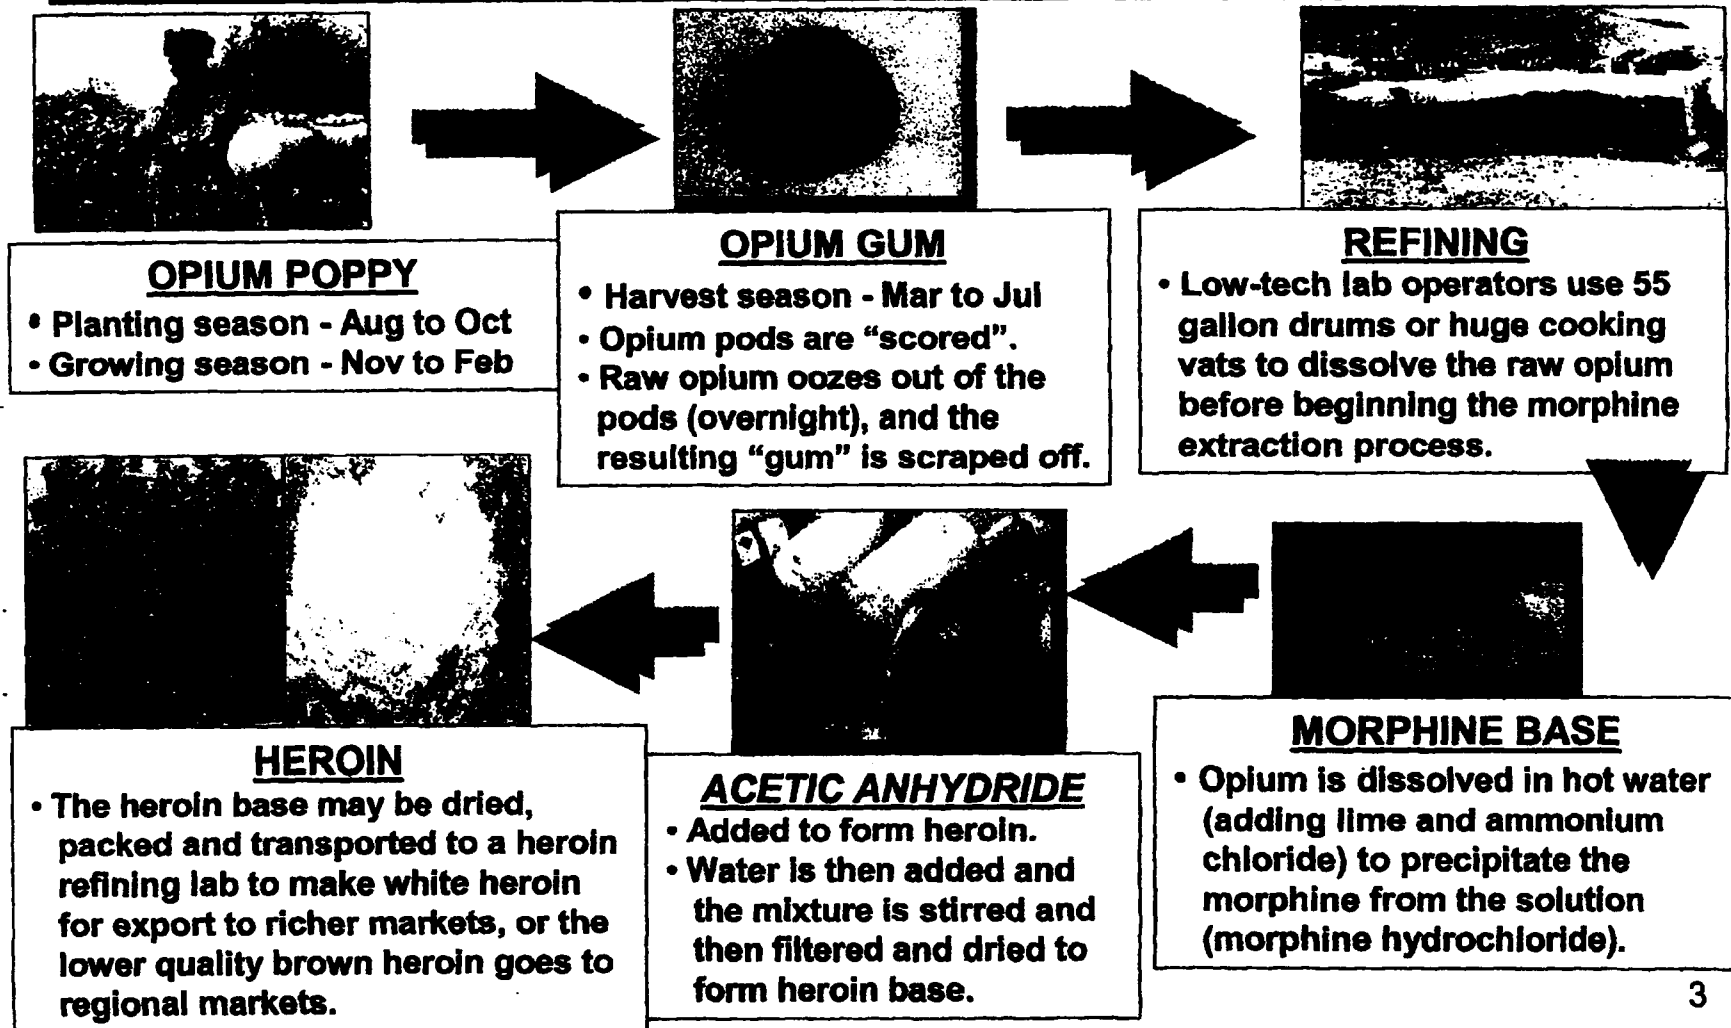 OPIUM POPPY
• Planting season - Aug to Oct
• Growing season - Nov to Feb
OPIUM GUM
• Harvest season - Mar to Jul
• Opium pods are “scored”.
• Raw opium oozes out of the
pods (overnight), and the
resulting “gum” is scraped off.
REFINING
• Low-tech lab operators use 55
gallon drums or huge cooking
vats to dissolve the raw opium
before beginning the morphine
extraction process.
MORPHINE BASE
• Opium is dissolved in hot water
(adding lime and ammonium
chloride) to precipitate the
morphine from the solution
(morphine hydrochloride).
ACETIC ANHYDRIDE
• Added to form heroin.
• Water is then added and
the mixture is stirred and
then filtered and dried to
form heroin base.
HEROIN
• The heroin base may be dried,
packed and transported to a heroin
refining lab to make white heroin
for export to richer markets, or the
lower quality brown heroin goes to
regional markets.
3